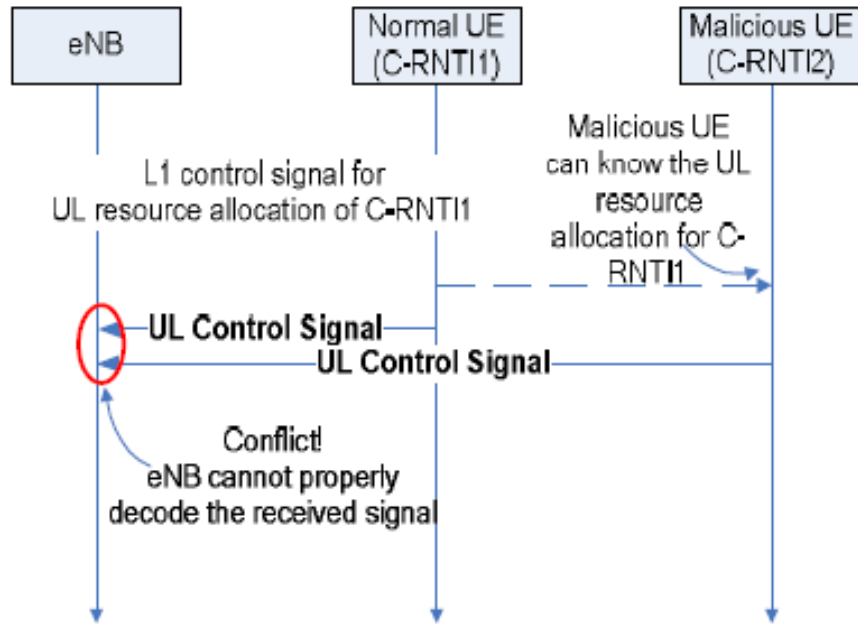 eNB
Normal UE
(C-RNTI1)
Malicious UE
(C-RNTI2)
L1 control signal for
UL resource allocation of C-RNTI1
Malicious UE
can know the UL
resource
allocation for C-
RNTI1
UL Control Signal
UL Control Signal
Conflict!
eNB cannot properly
decode the received signal